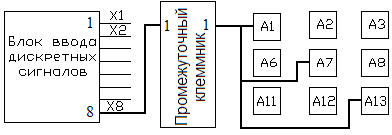 Блок ввода
дискретных
сигналов
1
8
X1
X2
X8
1
Промежуточный
клеммник
1
A1 A2 A3
A6 A7 A8
A11 A12 A13